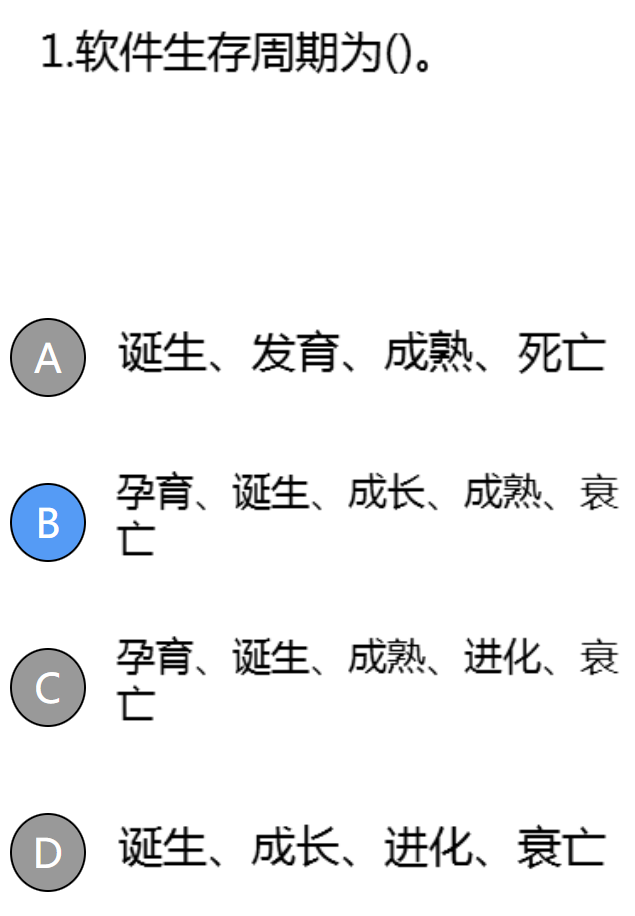 1.软件生存周期为()。
A 诞生、发育、成熟、死亡
B 孕育、诞生、成长、成熟、衰
亡
C 孕育、诞生、成熟、进化、衰
亡
D 诞生、成长、进化、衰亡